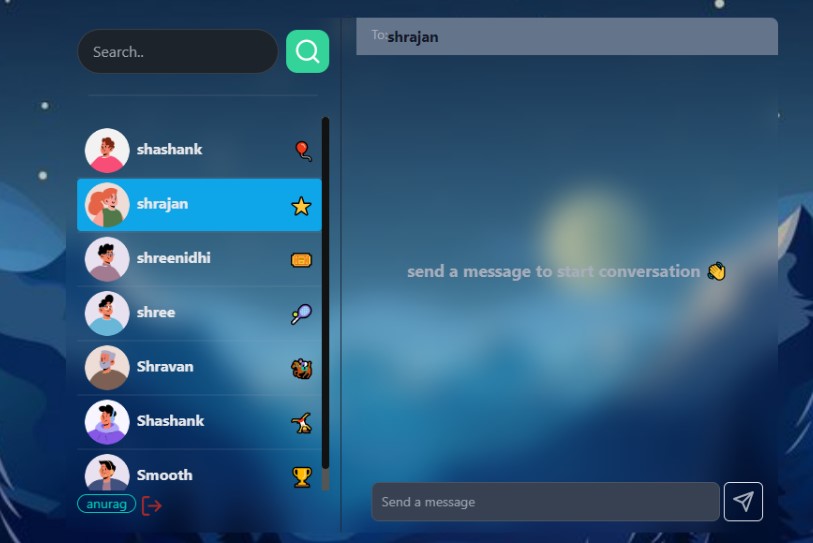 Search..
shashank
shrajan
shreenidhi
shree
Shravan
Shashank
Smooth
anurag
To:shrajan
send a message to start conversation 👋
Send a message